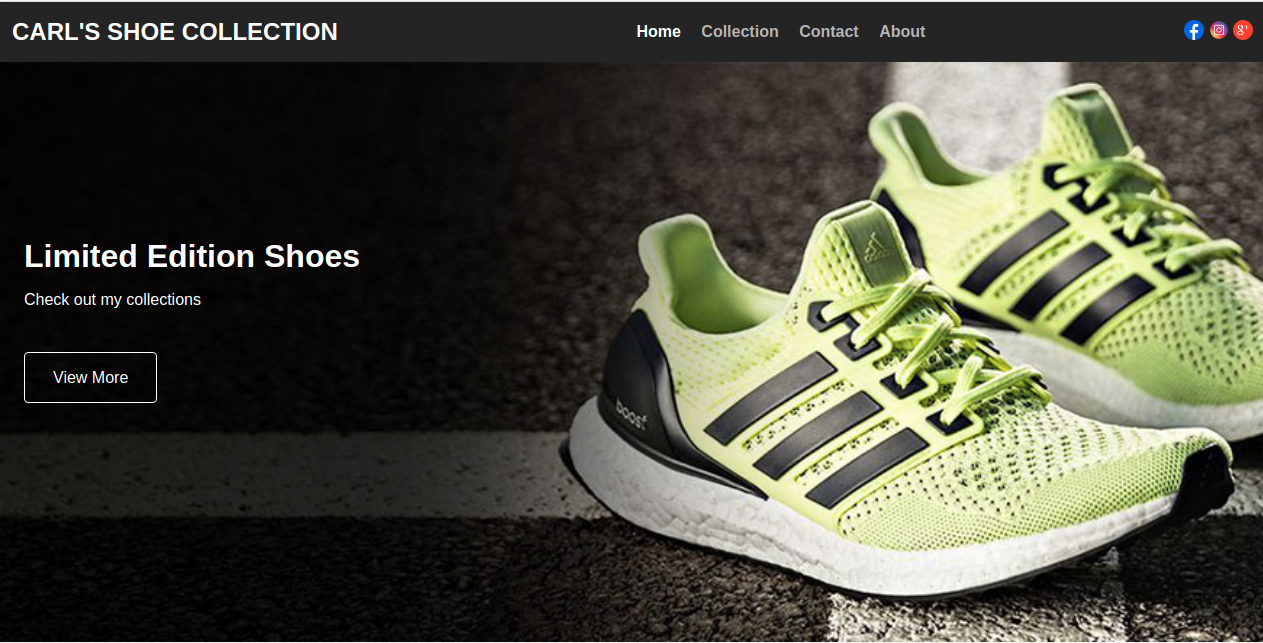 CARL'S SHOE COLLECTION
Home Collection Contact About
Limited Edition Shoes
Check out my collections
View More
boost